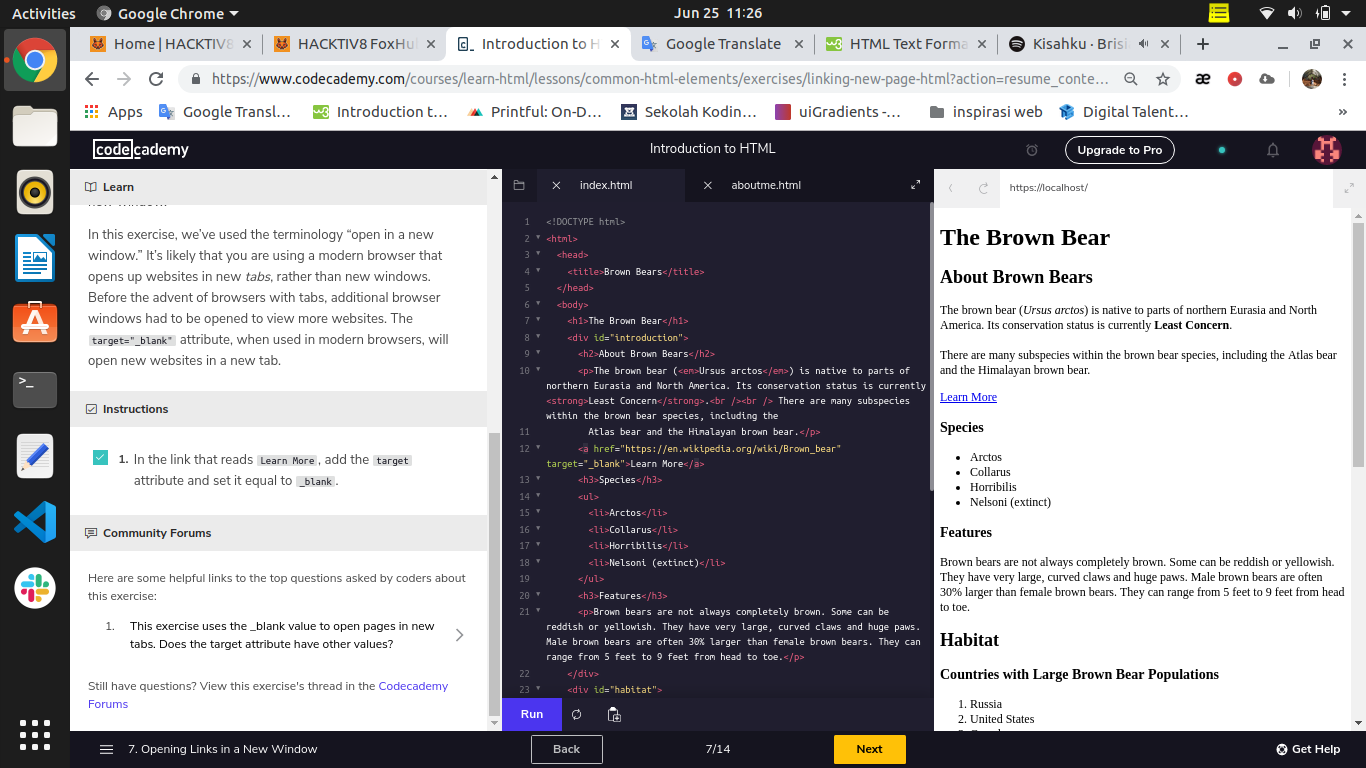 Activities
Google Chrome
Jun 25 11:26
Home | HACKTIV8
HACKTIV8 FoxHu
Introduction to H
Google Translate
HTML Text Forma
Kisahku - Brisi
https://www.codecademy.com/courses/learn-html/lessons/common-html-elements/exercises/linking-new-page-html?action=resume_conte…
Apps
Google Transl…
Introduction t…
Printful: On-D…
Sekolah Kodin…
uiGradients -…
inspirasi web
Digital Talent…
»
codecademy
Introduction to HTML
Upgrade to Pro
Learn
new window.
In this exercise, we’ve used the terminology “open in a new
window.” It’s likely that you are using a modern browser that
opens up websites in new tabs, rather than new windows.
Before the advent of browsers with tabs, additional browser
windows had to be opened to view more websites. The
target="_blank" attribute, when used in modern browsers, will
open new websites in a new tab.
Instructions
1. In the link that reads Learn More, add the target
attribute and set it equal to _blank.
Community Forums
Here are some helpful links to the top questions asked by coders about
this exercise:
1. This exercise uses the _blank value to open pages in new
tabs. Does the target attribute have other values?
Still have questions? View this exercise's thread in the Codecademy
Forums
index.html
aboutme.html
1 <!DOCTYPE html>
2 <html>
3 <head>
4 <title>Brown Bears</title>
5 </head>
6 <body>
7 <h1>The Brown Bear</h1>
8 <div id="introduction">
9 <h2>About Brown Bears</h2>
10 <p>The brown bear (<em>Ursus arctos</em>) is native to parts of
northern Eurasia and North America. Its conservation status is currently
<strong>Least Concern</strong>.<br /><br /> There are many subspecies
within the brown bear species, including the
11 Atlas bear and the Himalayan brown bear.</p>
12 <a href="https://en.wikipedia.org/wiki/Brown_bear"
target="_blank">Learn More</a>
13 <h3>Species</h3>
14 <ul>
15 <li>Arctos</li>
16 <li>Collarus</li>
17 <li>Horribilis</li>
18 <li>Nelsoni (extinct)</li>
19 </ul>
20 <h3>Features</h3>
21 <p>Brown bears are not always completely brown. Some can be
reddish or yellowish. They have very large, curved claws and huge paws.
Male brown bears are often 30% larger than female brown bears. They can
range from 5 feet to 9 feet from head to toe.</p>
22 </div>
23 <div id="habitat">
Run
https://localhost/
The Brown Bear
About Brown Bears
The brown bear (Ursus arctos) is native to parts of northern Eurasia and North
America. Its conservation status is currently Least Concern.
There are many subspecies within the brown bear species, including the Atlas bear
and the Himalayan brown bear.
Learn More
Species
Arctos
Collarus
Horribilis
Nelsoni (extinct)
Features
Brown bears are not always completely brown. Some can be reddish or yellowish.
They have very large, curved claws and huge paws. Male brown bears are often
30% larger than female brown bears. They can range from 5 feet to 9 feet from head
to toe.
Habitat
Countries with Large Brown Bear Populations
1. Russia
2. United States
7. Opening Links in a New Window
Back
7/14
Next
Get Help